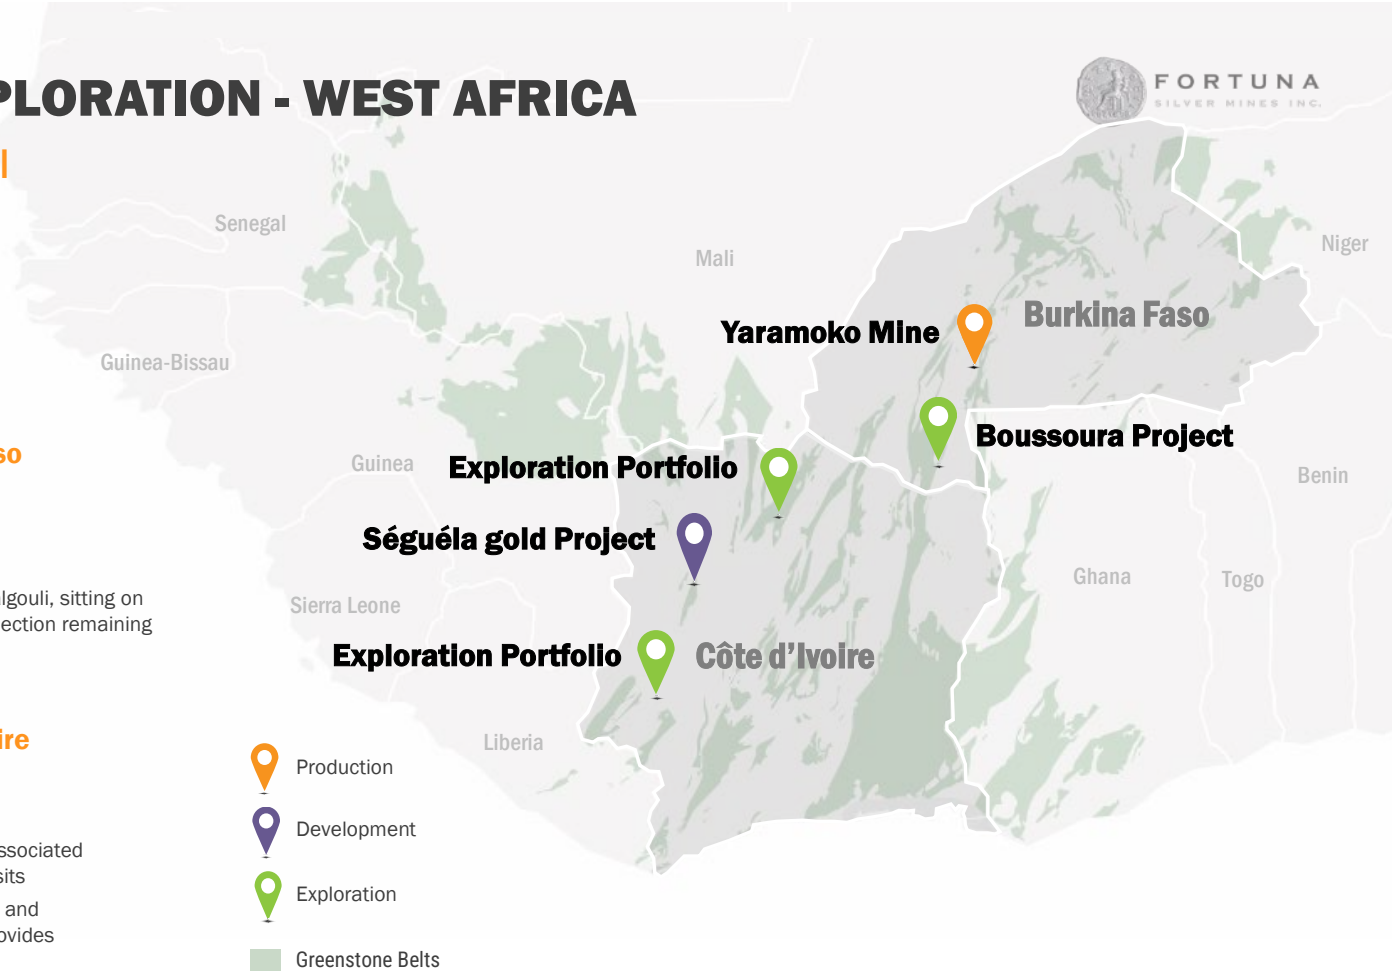 PLORATION - WEST AFRICA
FORTUNA
SILVER MINES INC.
Senegal
Mali
Niger
Burkina Faso
Yaramoko Mine
Guinea-Bissau
Boussoura Project
so
Guinea
Exploration Portfolio
Benin
Séguéla gold Project
Ghana
Togo
lgouli, sitting on
ection remaining
Sierra Leone
Exploration Portfolio
Côte d’Ivoire
ire
Liberia
Production
Development
ssociated
sits
Exploration
and
ovides
Greenstone Belts